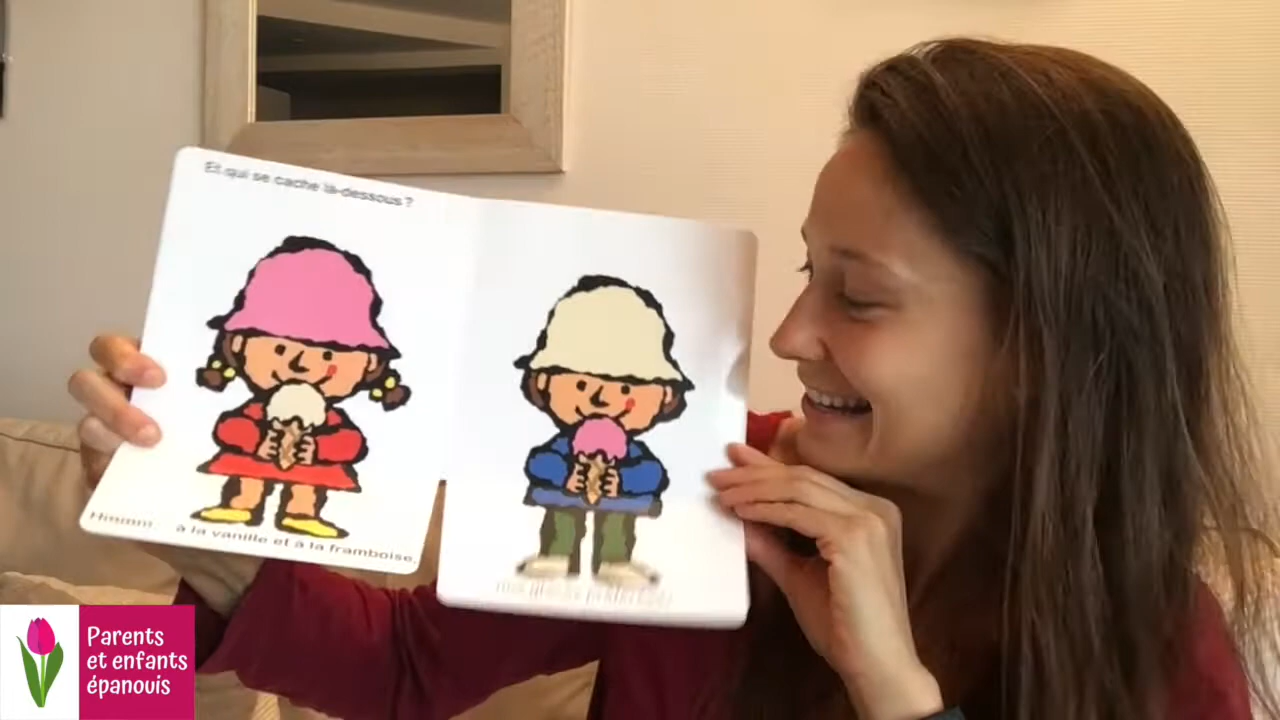 Et qui se cache là-dessous ?
Hmmm... à la vanille et à la framboise,
Parents
et enfants
épanouis